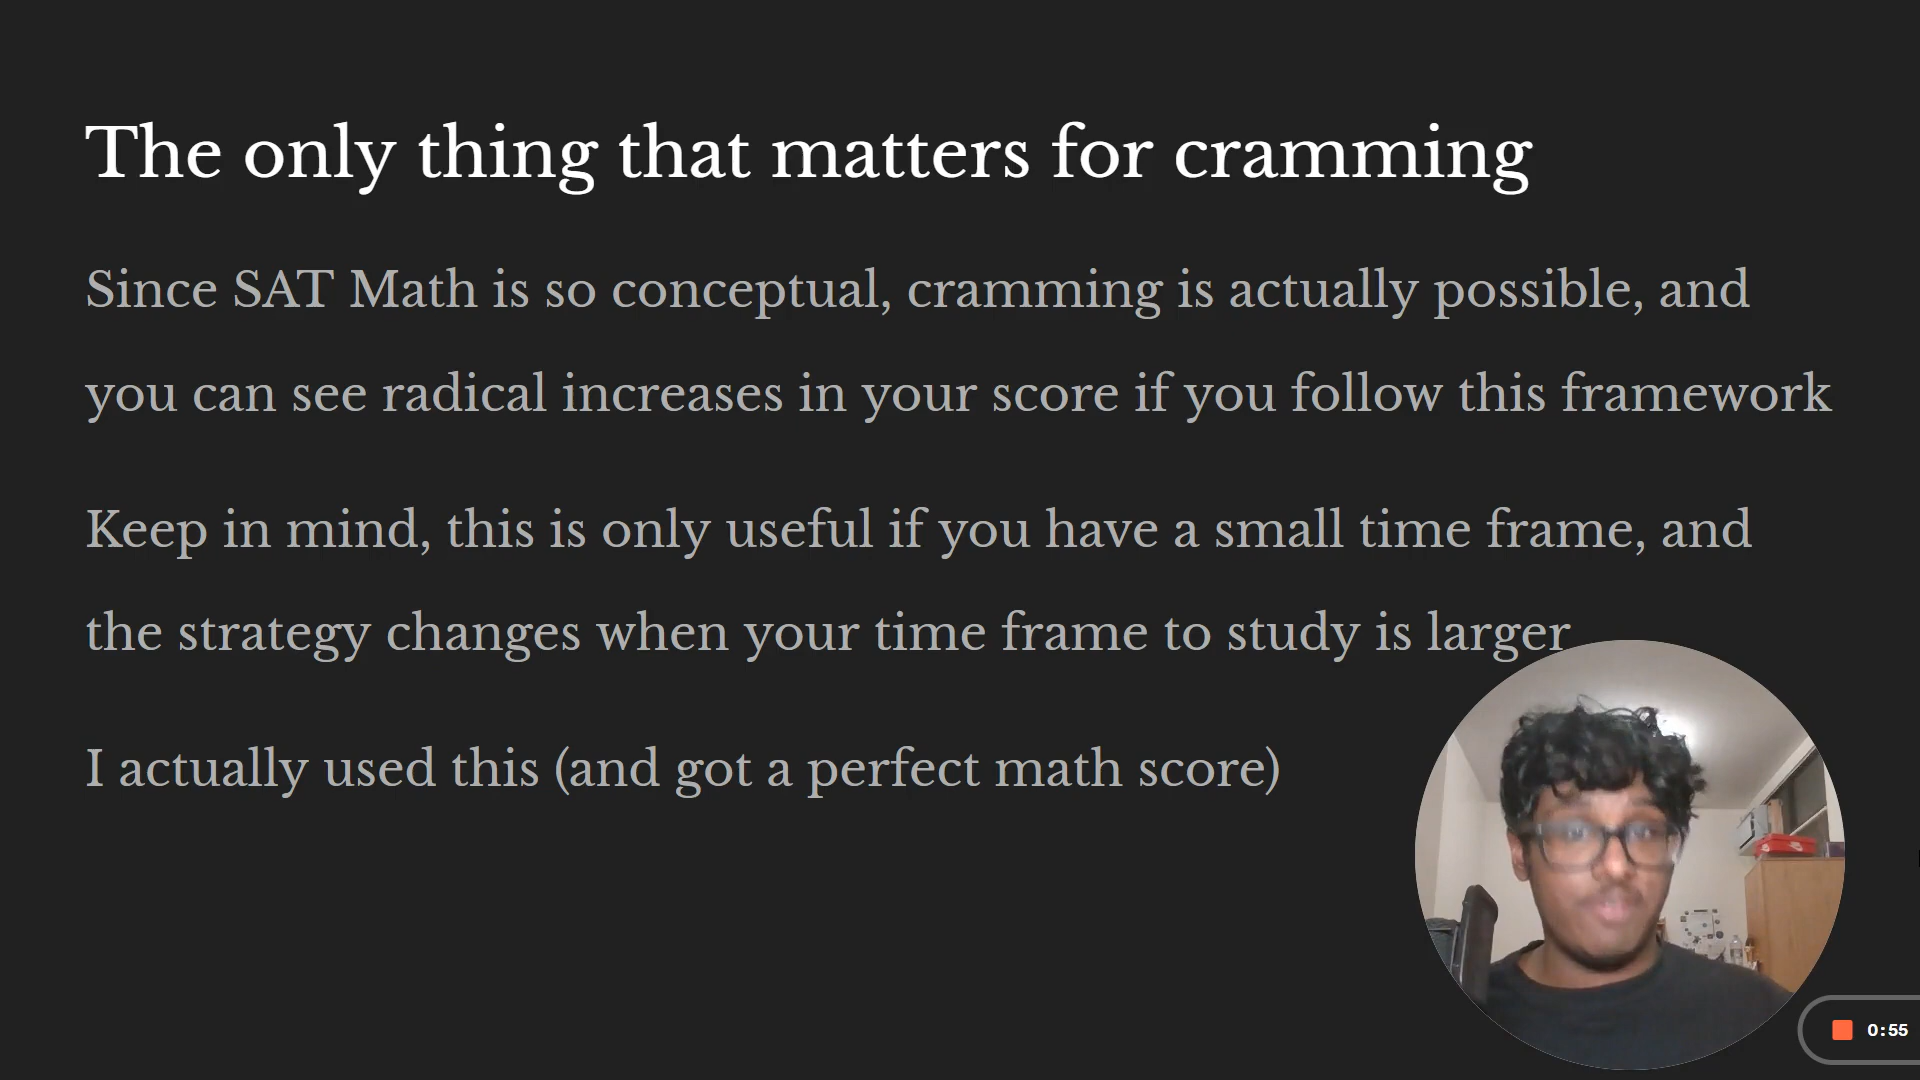 The only thing that matters for cramming
Since SAT Math is so conceptual, cramming is actually possible, and
you can see radical increases in your score if you follow this framework
Keep in mind, this is only useful if you have a small time frame, and
the strategy changes when your time frame to study is larger
I actually used this (and got a perfect math score)
0:55